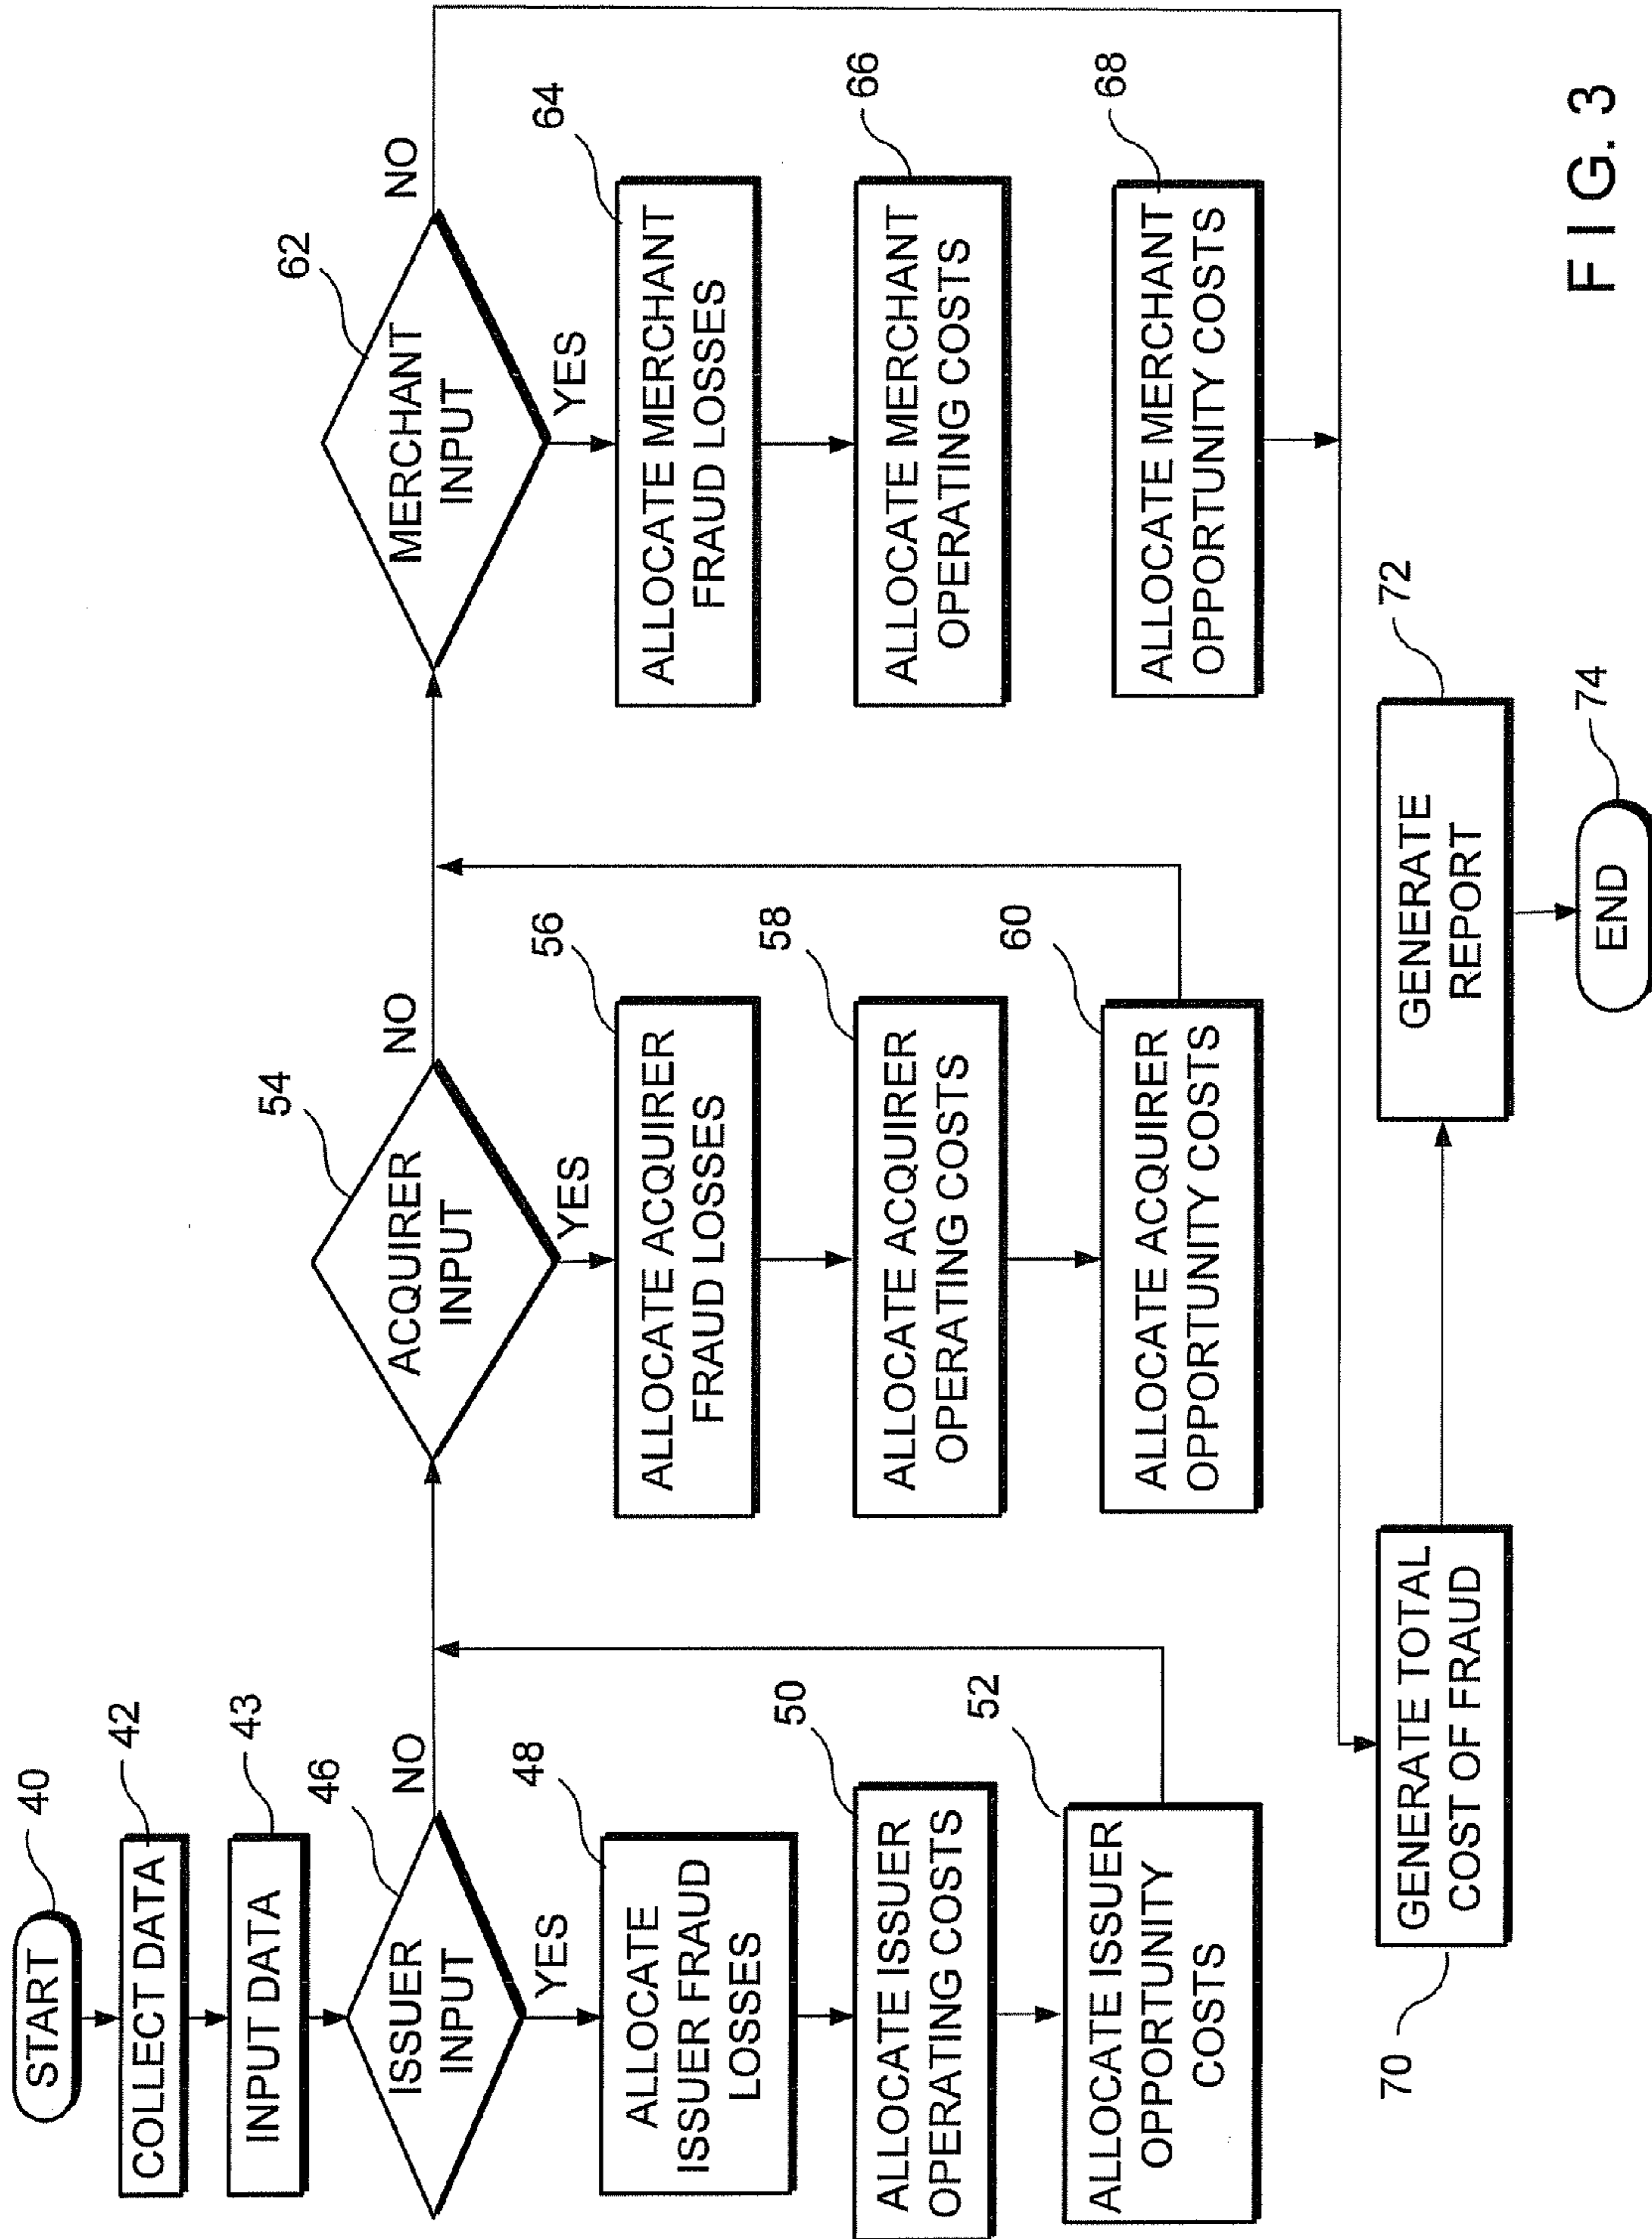 START
40
COLLECT DATA
42
INPUT DATA
43
ISSUER
INPUT
46
NO
YES
ALLOCATE
ISSUER FRAUD
LOSSES
48
ALLOCATE ISSUER
OPERATING COSTS
50
ALLOCATE ISSUER
OPPORTUNITY
COSTS
52
ACQUIRER
INPUT
54
NO
YES
ALLOCATE ACQUIRER
FRAUD LOSSES
56
ALLOCATE ACQUIRER
OPERATING COSTS
58
ALLOCATE ACQUIRER
OPPORTUNITY COSTS
60
MERCHANT
INPUT
62
NO
YES
ALLOCATE MERCHANT
FRAUD LOSSES
64
ALLOCATE MERCHANT
OPERATING COSTS
66
ALLOCATE MERCHANT
OPPORTUNITY COSTS
68
GENERATE TOTAL
COST OF FRAUD
70
GENERATE
REPORT
72
END
74
FIG. 3